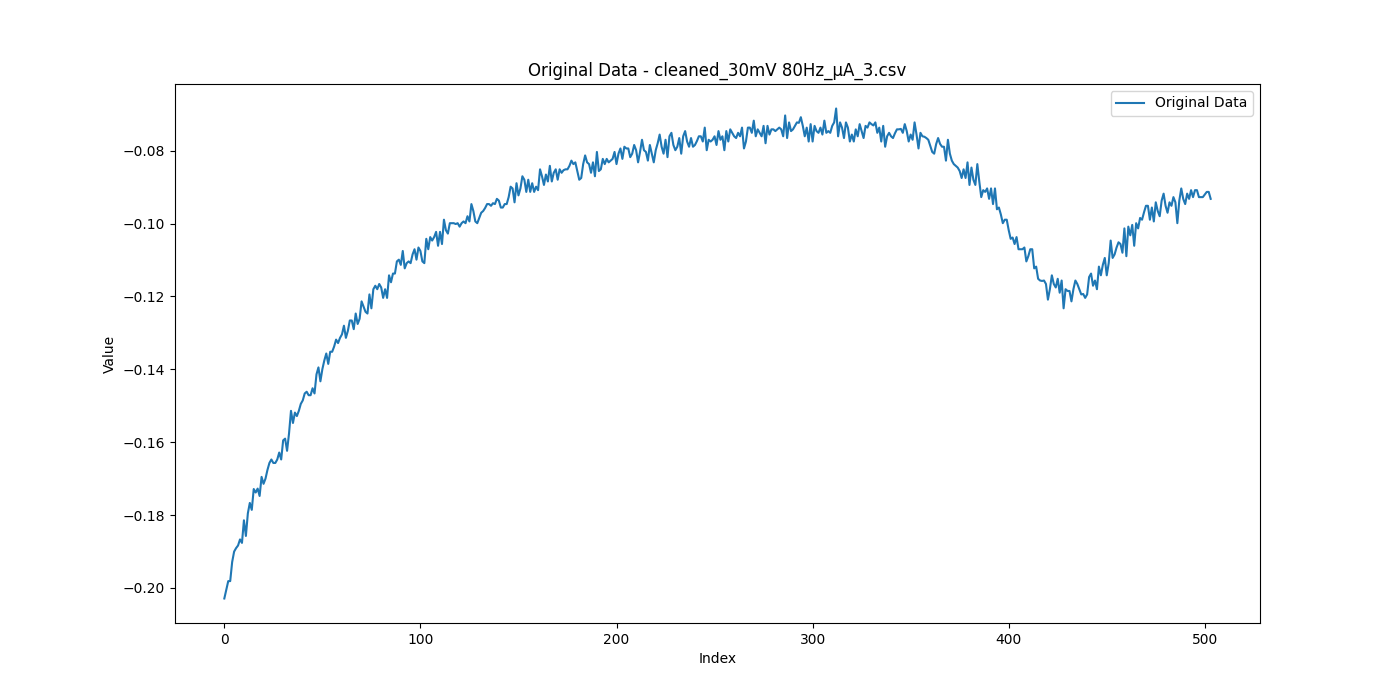 Original Data - cleaned_30mV 80Hz_µA_3.csv
Original Data
−0.08
−0.10
−0.12
−0.14
−0.16
−0.18
−0.20
Value
0 100 200 300 400 500
Index